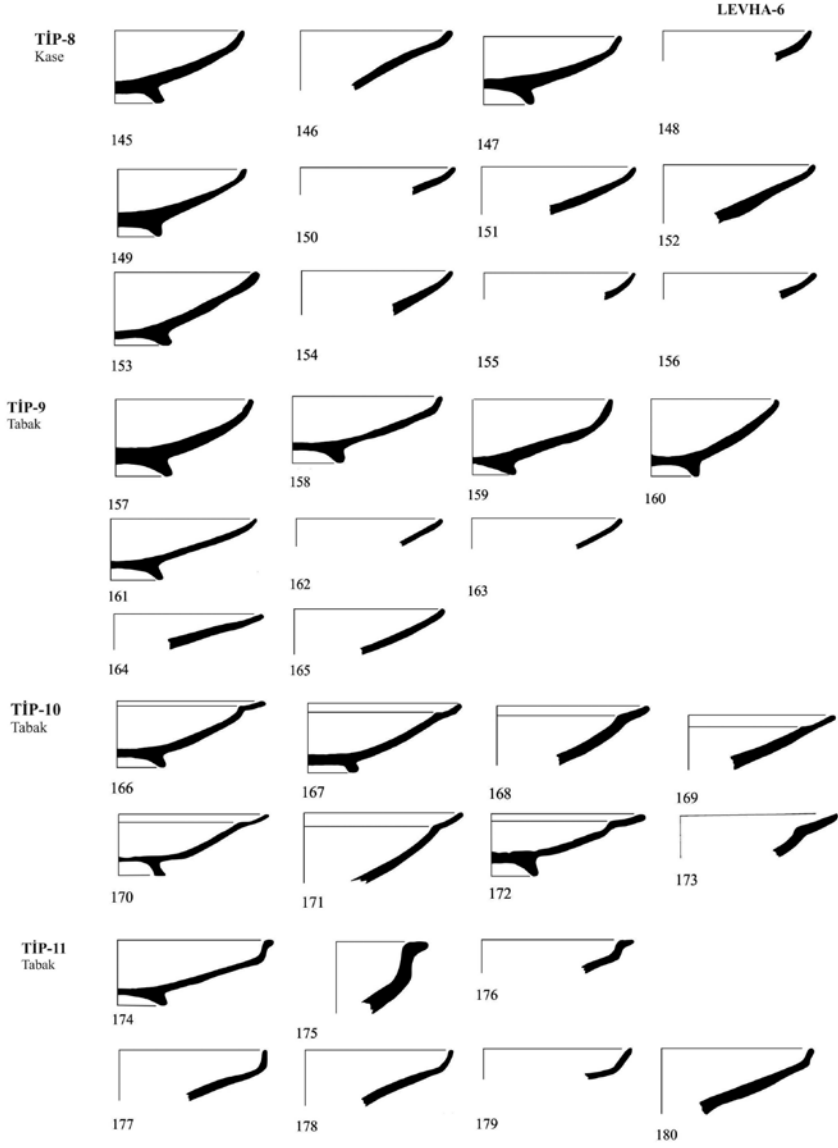 LEVHA-6
TİP-8
Kase
145 146 147 148
149 150 151 152
153 154 155 156
TİP-9
Tabak
157 158 159 160
161 162 163
164 165
TİP-10
Tabak
166 167 168 169
170 171 172 173
TİP-11
Tabak
174 175 176
177 178 179 180